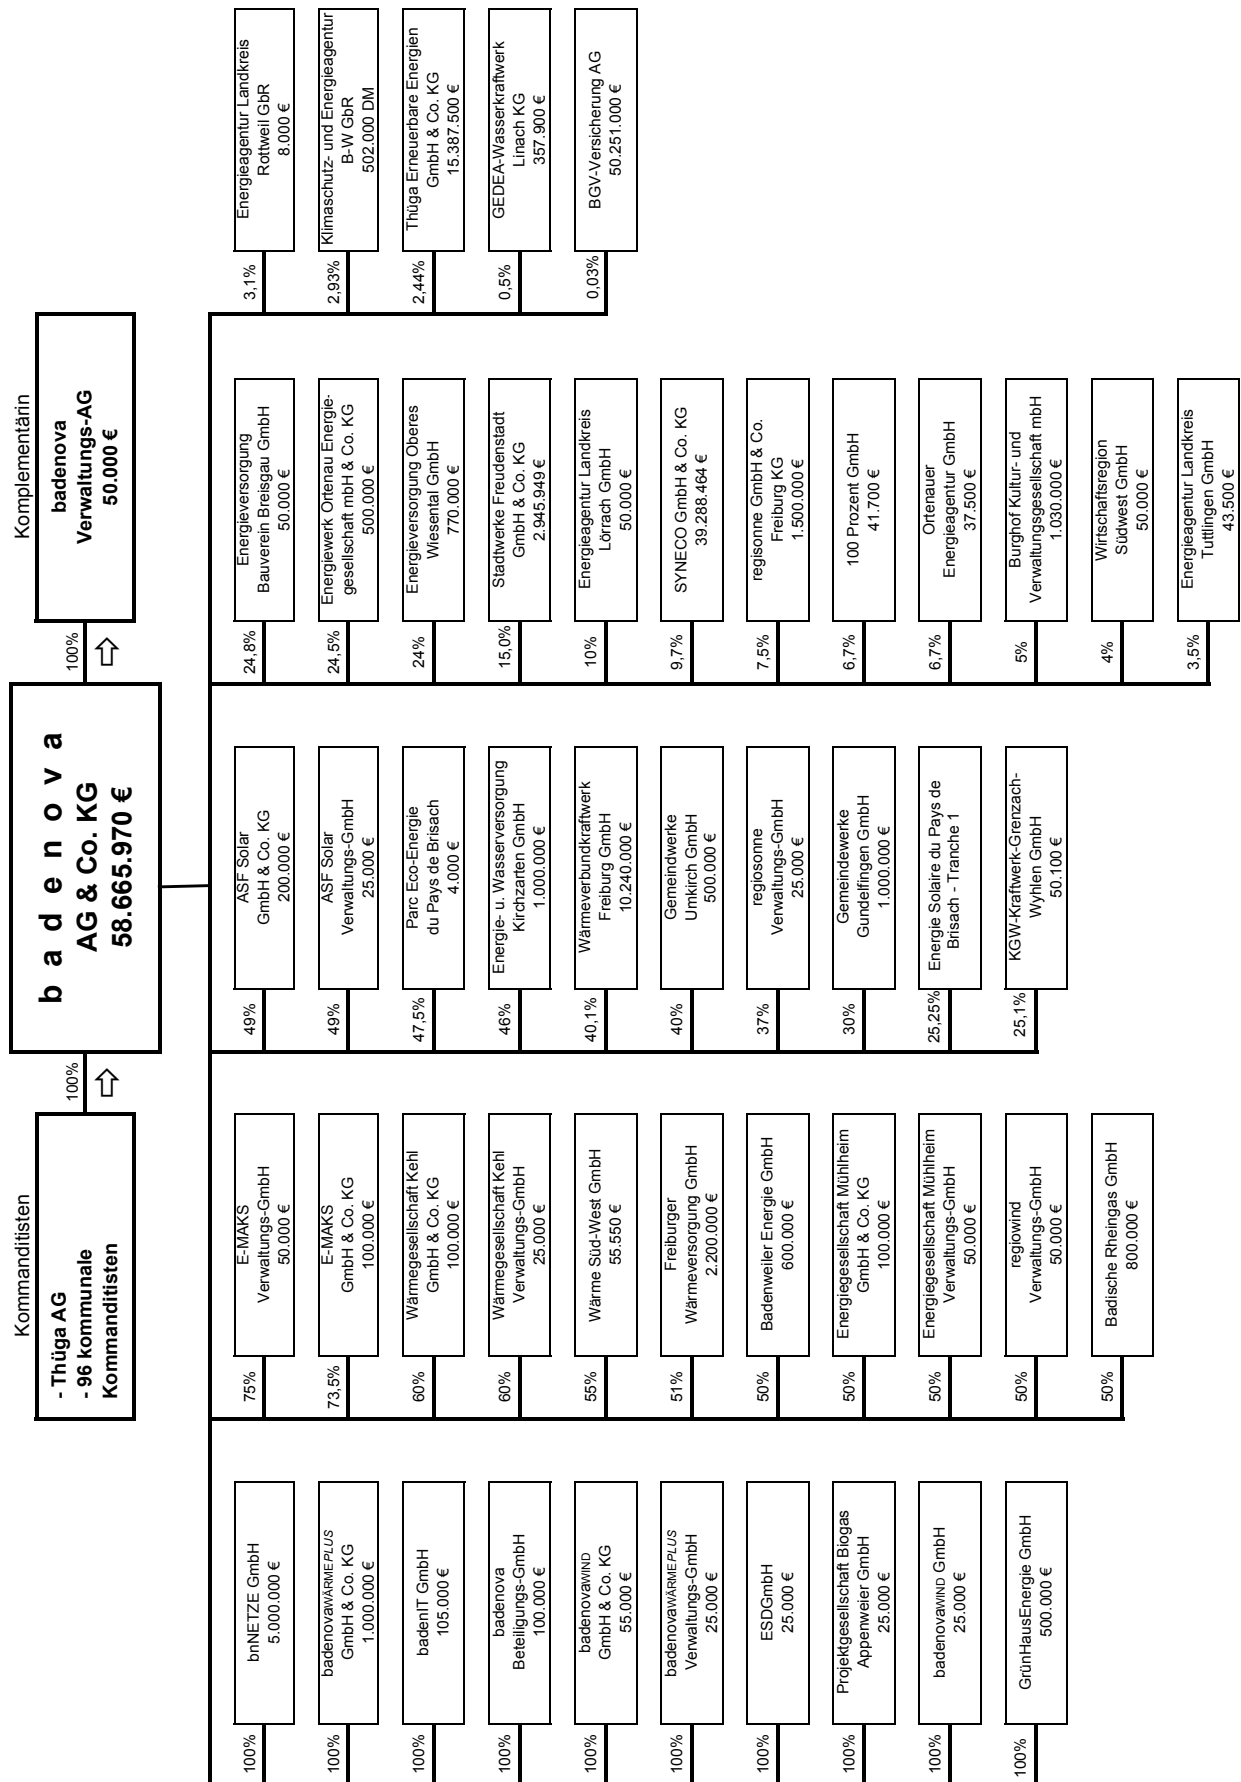 Kommanditisten
- Thüga AG
- 96 kommunale
Kommanditisten
100%
⇨
b a d e n o v a
AG & Co. KG
58.665.970 €
100%
⇨
Komplementärin
badenova
Verwaltungs-AG
50.000 €
100%
bnNETZE GmbH
5.000.000 €
100%
badenovaWÄRMEPLUS
GmbH & Co. KG
1.000.000 €
100%
badenIT GmbH
105.000 €
100%
badenova
Beteiligungs-GmbH
100.000 €
100%
badenovaWIND
GmbH & Co. KG
55.000 €
100%
badenovaWÄRMEPLUS
Verwaltungs-GmbH
25.000 €
100%
ESDGmbH
25.000 €
100%
Projektgesellschaft Biogas
Appenweier GmbH
25.000 €
100%
badenovaWIND GmbH
25.000 €
100%
GrünHausEnergie GmbH
500.000 €
75%
E-MAKS
Verwaltungs-GmbH
50.000 €
73,5%
E-MAKS
GmbH & Co. KG
100.000 €
60%
Wärmegesellschaft Kehl
GmbH & Co. KG
100.000 €
60%
Wärmegesellschaft Kehl
Verwaltungs-GmbH
25.000 €
55%
Wärme Süd-West GmbH
55.550 €
51%
Freiburger
Wärmeversorgung GmbH
2.200.000 €
50%
Badenweiler Energie GmbH
600.000 €
50%
Energiegesellschaft Mühlheim
GmbH & Co. KG
100.000 €
50%
Energiegesellschaft Mühlheim
Verwaltungs-GmbH
50.000 €
50%
regiowind
Verwaltungs-GmbH
50.000 €
50%
Badische Rheingas GmbH
800.000 €
49%
ASF Solar
GmbH & Co. KG
200.000 €
49%
ASF Solar
Verwaltungs-GmbH
25.000 €
47,5%
Parc Eco-Energie
du Pays de Brisach
4.000 €
46%
Energie- u. Wasserversorgung
Kirchzarten GmbH
1.000.000 €
40,1%
Wärmeverbundkraftwerk
Freiburg GmbH
10.240.000 €
40%
Gemeindwerke
Umkirch GmbH
500.000 €
37%
regiosonne
Verwaltungs-GmbH
25.000 €
30%
Gemeindewerke
Gundelfingen GmbH
1.000.000 €
25,25%
Energie Solaire du Pays de
Brisach - Tranche 1
25,1%
KGW-Kraftwerk-Grenzach-
Wyhlen GmbH
50.100 €
24,8%
Energieversorgung
Bauverein Breisgau GmbH
50.000 €
24,5%
Energiewerk Ortenau Energie-
gesellschaft mbH & Co. KG
500.000 €
24%
Energieversorgung Oberes
Wiesental GmbH
770.000 €
15,0%
Stadtwerke Freudenstadt
GmbH & Co. KG
2.945.949 €
10%
Energieagentur Landkreis
Lörrach GmbH
50.000 €
9,7%
SYNECO GmbH & Co. KG
39.288.464 €
7,5%
regisonne GmbH & Co.
Freiburg KG
1.500.000 €
6,7%
100 Prozent GmbH
41.700 €
6,7%
Ortenauer
Energieagentur GmbH
37.500 €
5%
Burghof Kultur- und
Verwaltungsgesellschaft mbH
1.030.000 €
4%
Wirtschaftsregion
Südwest GmbH
50.000 €
3,5%
Energieagentur Landkreis
Tuttlingen GmbH
43.500 €
3,1%
Energieagentur Landkreis
Rottweil GbR
8.000 €
2,93%
Klimaschutz- und Energieagentur
B-W GbR
502.000 DM
2,44%
Thüga Erneuerbare Energien
GmbH & Co. KG
15.387.500 €
0,5%
GEDEA-Wasserkraftwerk
Linach KG
357.900 €
0,03%
BGV-Versicherung AG
50.251.000 €